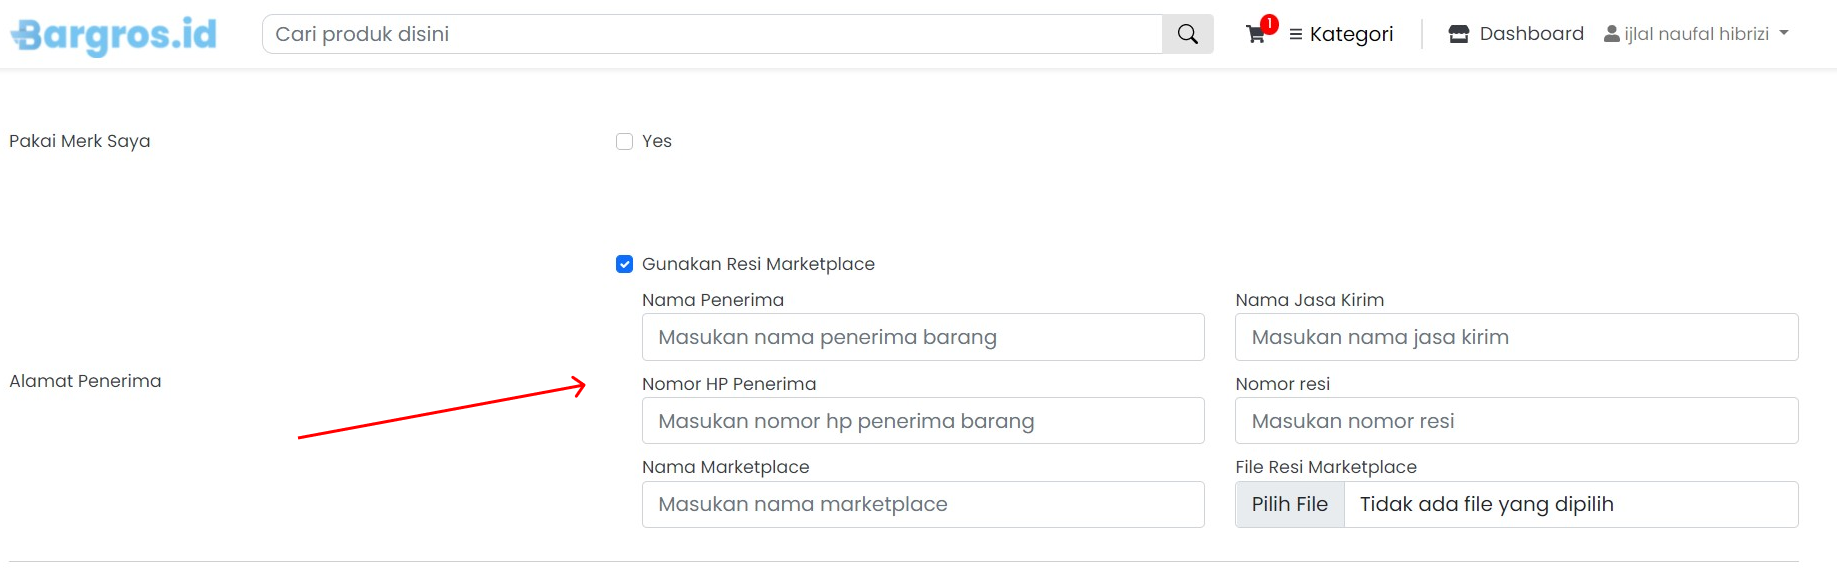 Bargros.id
Cari produk disini
1
Kategori
Dashboard
ijlal naufal hibrizi
Pakai Merk Saya
Yes
Gunakan Resi Marketplace
Nama Penerima
Nama Jasa Kirim
Masukan nama penerima barang
Masukan nama jasa kirim
Alamat Penerima
Nomor HP Penerima
Nomor resi
Masukan nomor hp penerima barang
Masukan nomor resi
Nama Marketplace
File Resi Marketplace
Masukan nama marketplace
Pilih File
Tidak ada file yang dipilih